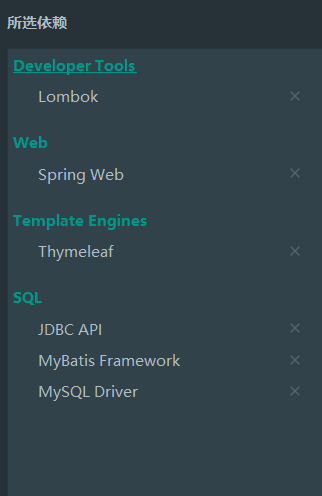 所选依赖
Developer Tools
Lombok
Web
Spring Web
Template Engines
Thymeleaf
SQL
JDBC API
MyBatis Framework
MySQL Driver